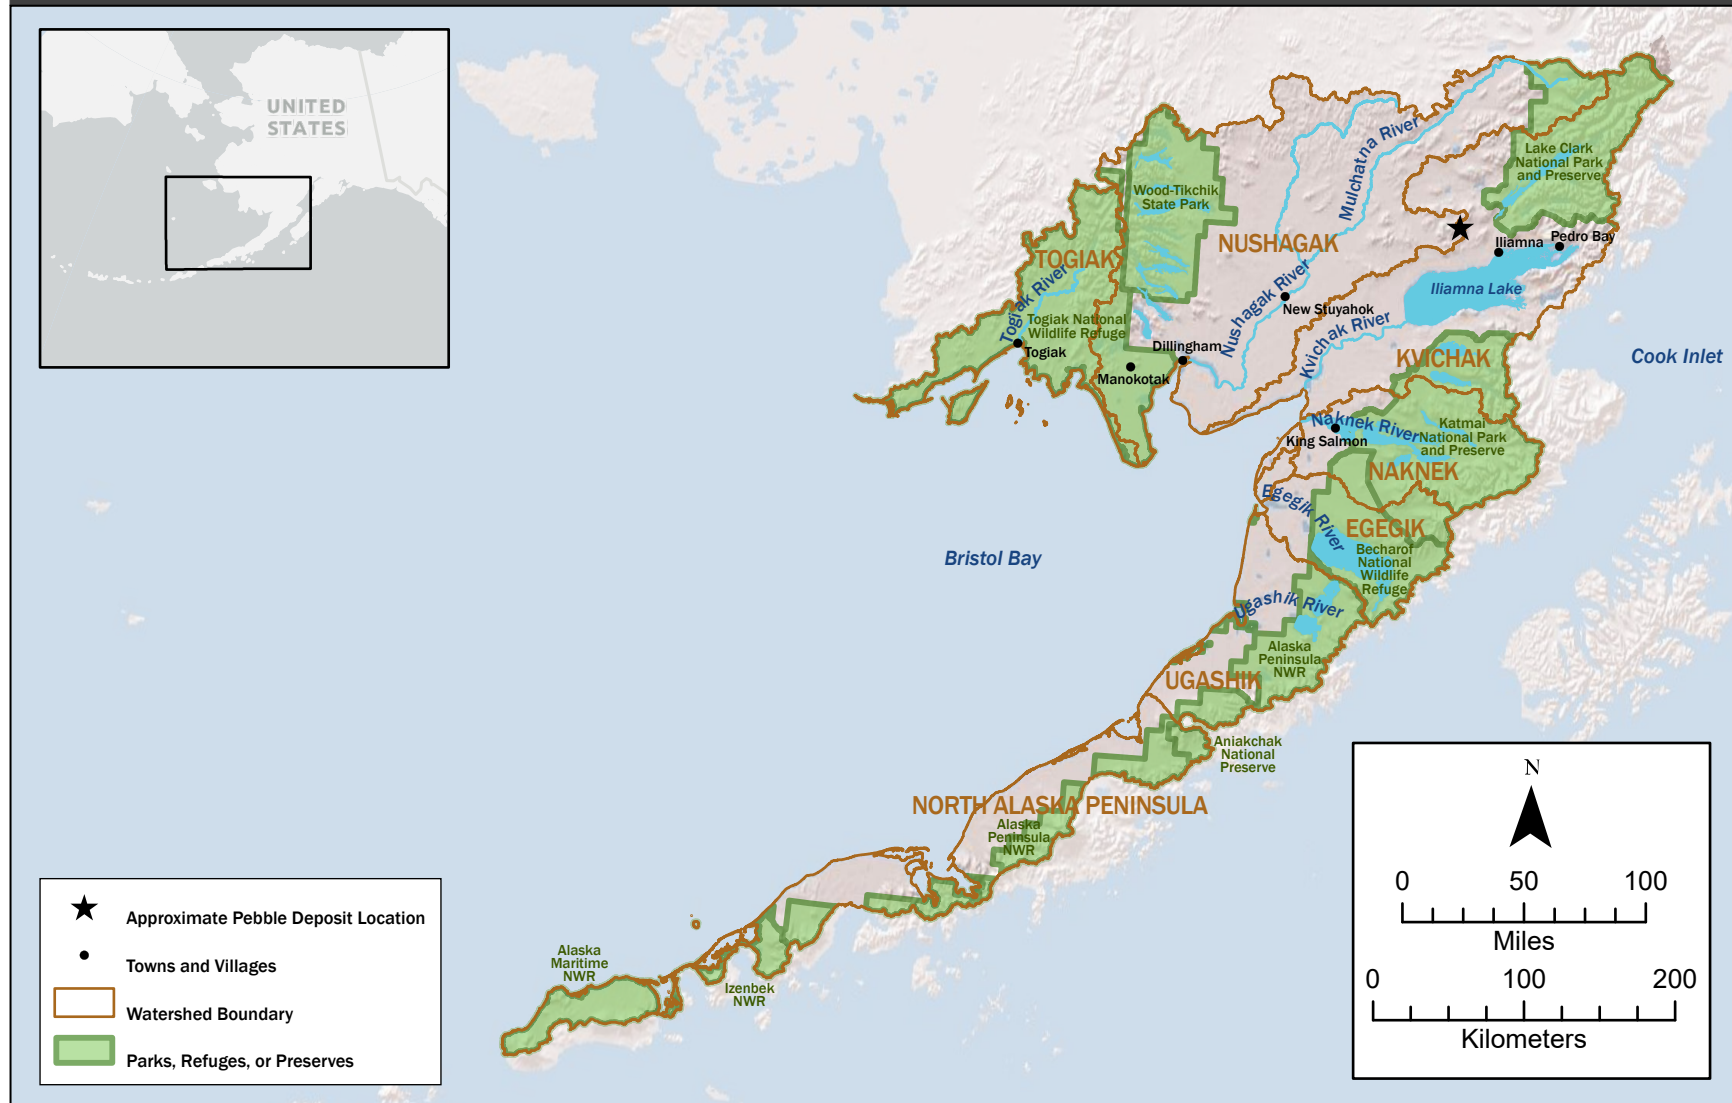 UNITED
STATES
Mulchatna River
Lake Clark
National Park
and Preserve
Wood-Tikchik
State Park
NUSHAGAK
TOGIAK
Iliamna
Pedro Bay
Iliamna Lake
Togiak River
Nushagak River
New Stuyahok
Togiak National
Wildlife Refuge
Kvichak River
Togiak
Dillingham
Manokotak
KVICHAK
Cook Inlet
Naknek River
King Salmon
Katmai
National Park
and Preserve
NAKNEK
Egegik River
EGEGIK
Becharof
National
Wildlife
Refuge
Bristol Bay
Ugashik River
Alaska
Peninsula
NWR
UGASHIK
Aniakchak
National
Preserve
NORTH ALASKA PENINSULA
Alaska
Peninsula
NWR
Alaska
Maritime
NWR
Izenbek
NWR
Approximate Pebble Deposit Location
Towns and Villages
Watershed Boundary
Parks, Refuges, or Preserves
N
0 50 100
Miles
0 100 200
Kilometers